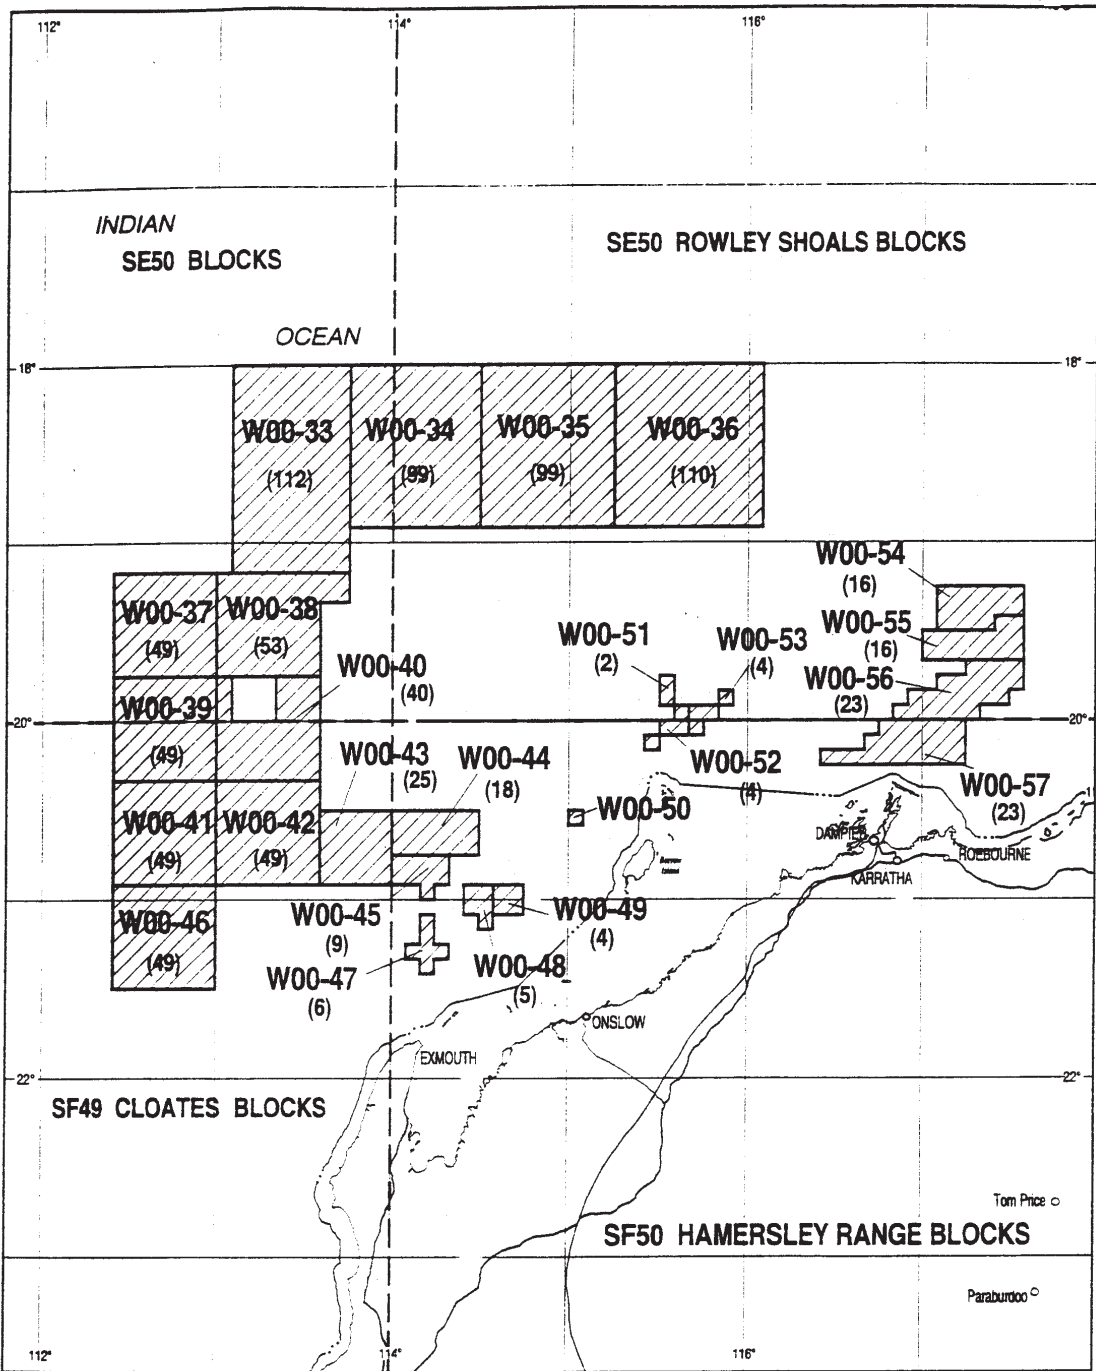 112°
114°
116°
INDIAN
SE50 BLOCKS
SE50 ROWLEY SHOALS BLOCKS
OCEAN
18°
18°
W00-33
(112)
W00-34
(99)
W00-35
(99)
W00-36
(110)
W00-54
(16)
W00-37
(49)
W00-38
(53)
W00-51
(2)
W00-53
(4)
W00-55
(16)
W00-40
(40)
W00-56
(23)
W00-39
(49)
20°
20°
W00-43
(25)
W00-44
(18)
W00-52
(4)
W00-57
(23)
W00-50
W00-41
(49)
W00-42
(49)
DAMPIER
ROEBOURNE
KARRATHA
Barrow
Island
W00-46
(49)
W00-45
(9)
W00-49
(4)
W00-47
(6)
W00-48
(5)
ONSLOW
EXMOUTH
22°
22°
SF49 CLOATES BLOCKS
Tom Price
SF50 HAMERSLEY RANGE BLOCKS
Paraburdoo
112°
114°
116°